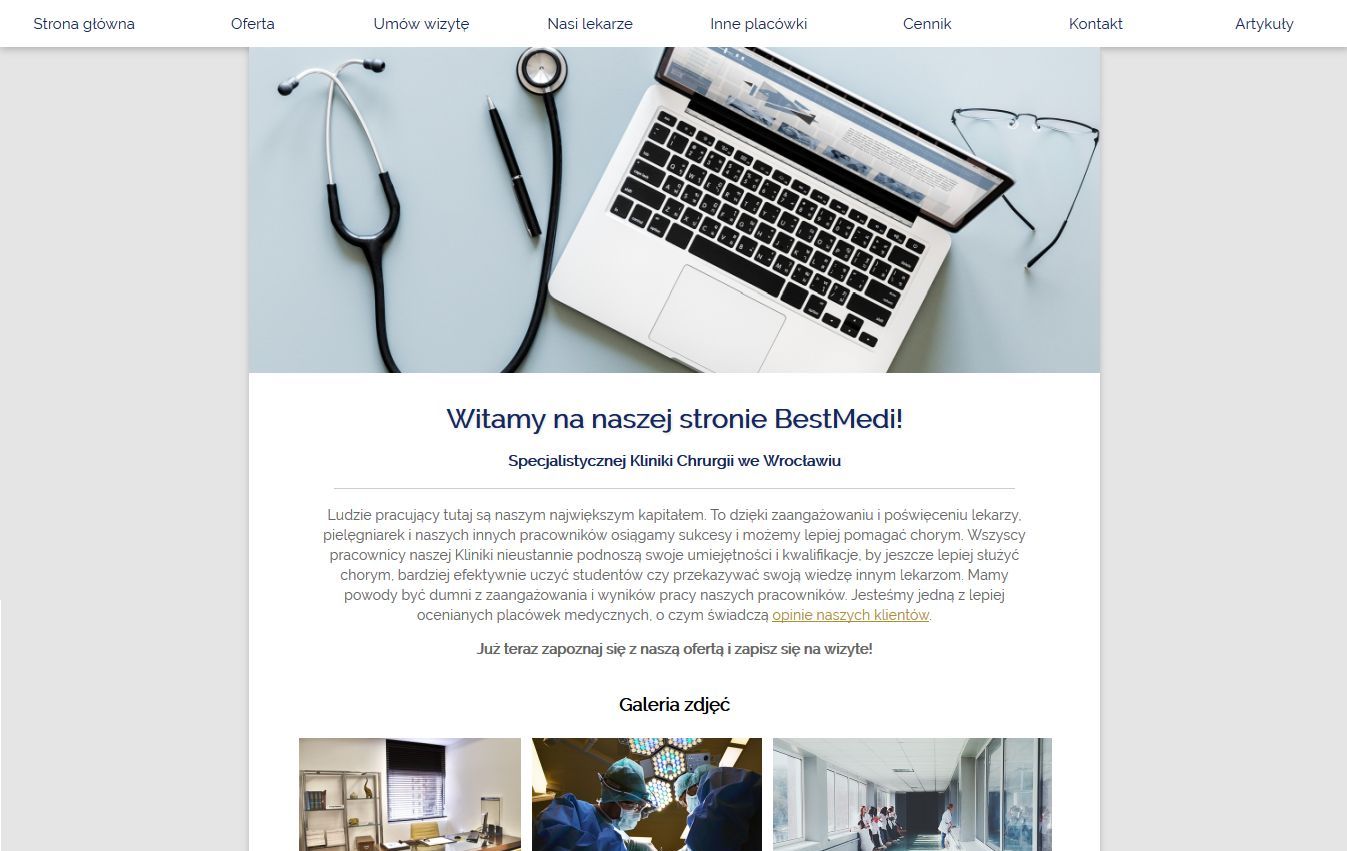 Strona główna Oferta Umów wizytę Nasi lekarze Inne placówki Cennik Kontakt Artykuły
Witamy na naszej stronie BestMedi!
Specjalistycznej Kliniki Chrurgii we Wrocławiu
Ludzie pracujący tutaj są naszym największym kapitałem. To dzięki zaangażowaniu i poświęceniu lekarzy,
pielęgniarek i naszych innych pracowników osiągamy sukcesy i możemy lepiej pomagać chorym. Wszyscy
pracownicy naszej Kliniki nieustannie podnoszą swoje umiejętności i kwalifikacje, by jeszcze lepiej służyć
chorym, bardziej efektywnie uczyć studentów czy przekazywać swoją wiedzę innym lekarzom. Mamy
powody być dumni z zaangażowania i wyników pracy naszych pracowników. Jesteśmy jedną z lepiej
ocenianych placówek medycznych, o czym świadczą opinie naszych klientów.
Już teraz zapoznaj się z naszą ofertą i zapisz się na wizyte!
Galeria zdjęć